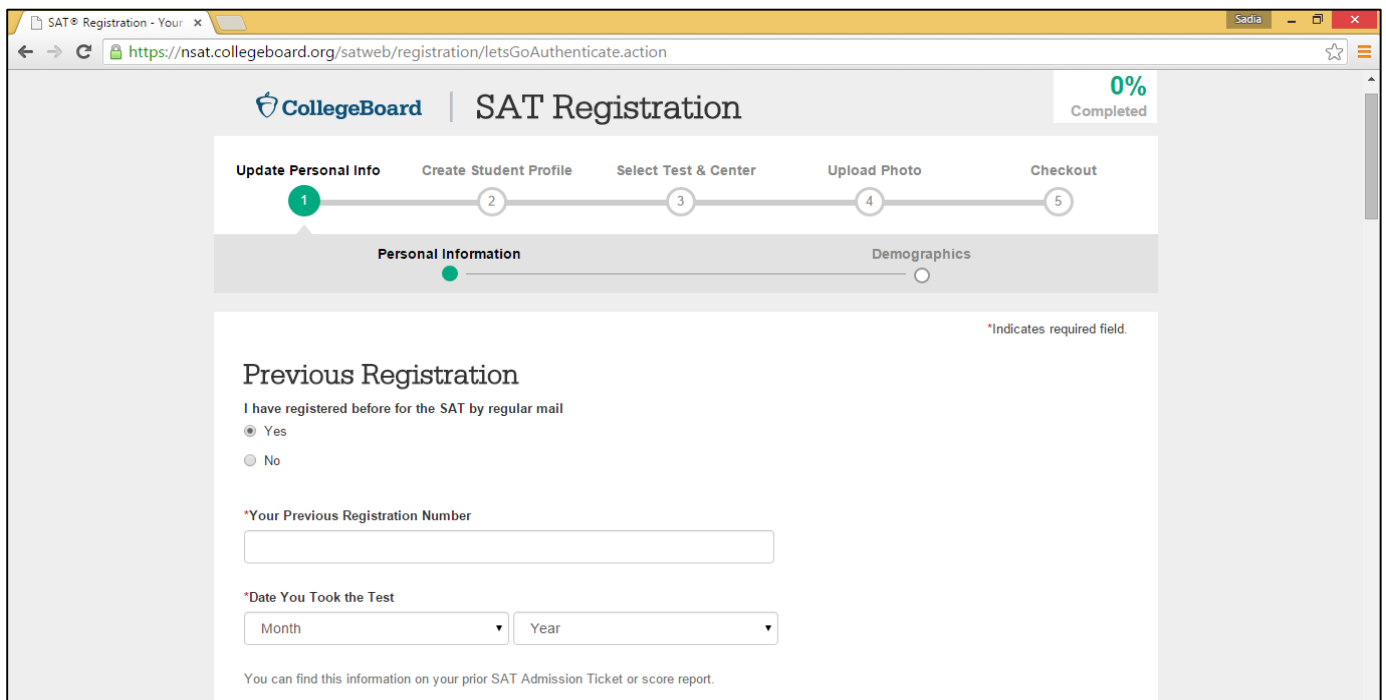 SAT® Registration - Your
Sadia
https://nsat.collegeboard.org/satweb/registration/letsGoAuthenticate.action
CollegeBoard | SAT Registration
0%
Completed
Update Personal Info Create Student Profile Select Test & Center Upload Photo Checkout
1 2 3 4 5
Personal Information Demographics
*Indicates required field.
Previous Registration
I have registered before for the SAT by regular mail
Yes
No
*Your Previous Registration Number
*Date You Took the Test
Month Year
You can find this information on your prior SAT Admission Ticket or score report.